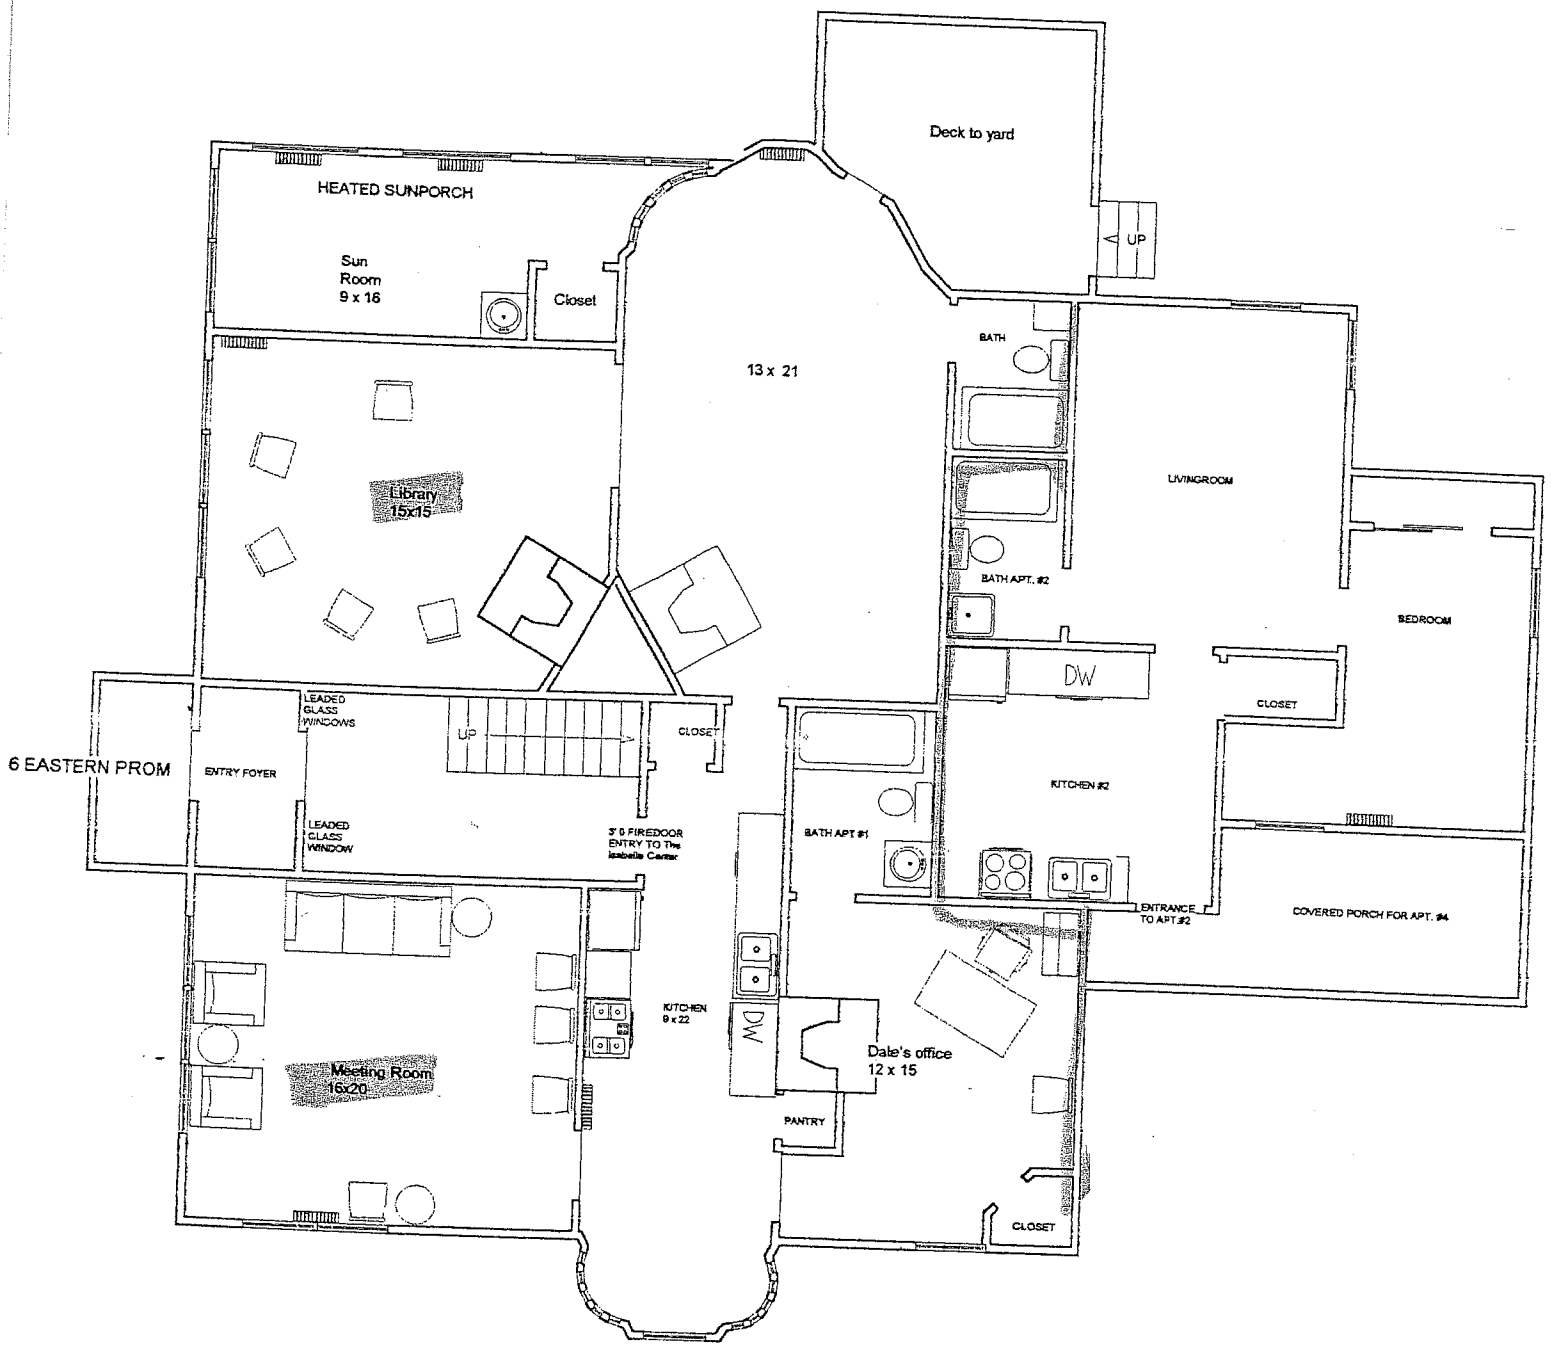 Deck to yard
HEATED SUNPORCH
UP
Sun
Room
9 x 16
Closet
BATH
13 x 21
LIVINGROOM
Library
15x15
BATH APT. #2
BEDROOM
DW
CLOSET
LEADED
GLASS
WINDOWS
UP
CLOSET
6 EASTERN PROM
ENTRY FOYER
KITCHEN #2
LEADED
GLASS
WINDOW
3' 0 FIREDOOR
ENTRY TO The
Isabella Center
BATH APT #1
ENTRANCE
TO APT.#2
COVERED PORCH FOR APT. #4
KITCHEN
9 x 22
DW
Dale's office
12 x 15
Meeting Room
16x20
PANTRY
CLOSET